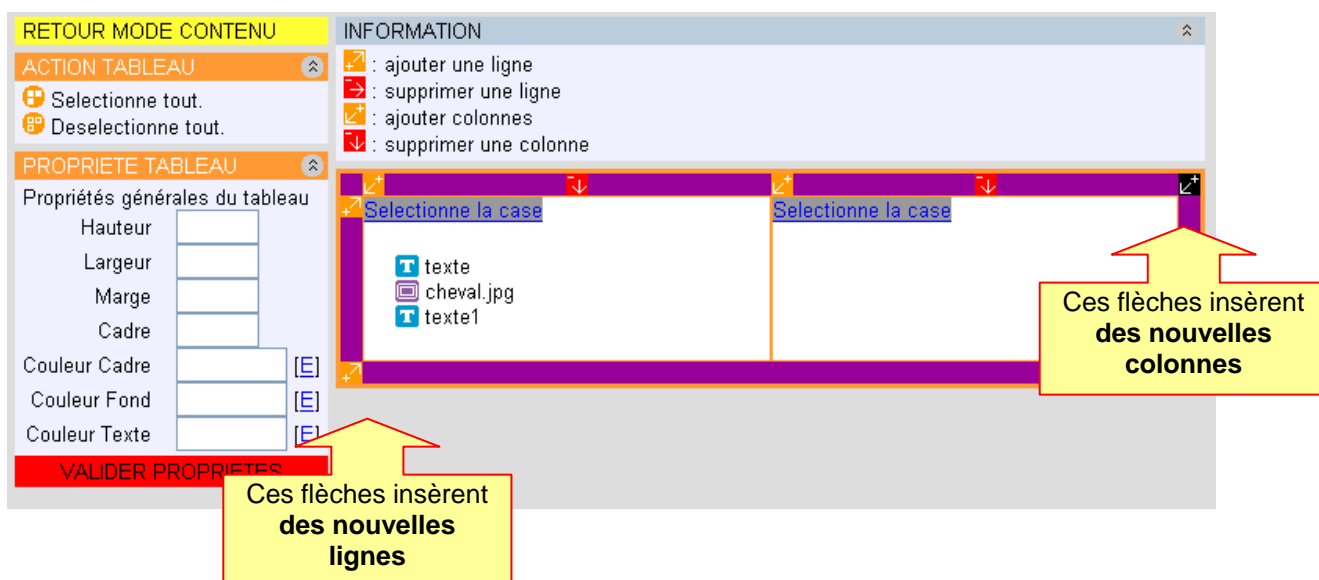 RETOUR MODE CONTENU
ACTION TABLEAU
Selectionne tout.
Deselectionne tout.
PROPRIETE TABLEAU
Propriétés générales du tableau
Hauteur
Largeur
Marge
Cadre
Couleur Cadre [E]
Couleur Fond [E]
Couleur Texte [E]
VALIDER PROPRIETES
INFORMATION
: ajouter une ligne
: supprimer une ligne
: ajouter colonnes
: supprimer une colonne
Selectionne la case
Selectionne la case
T texte
cheval.jpg
T texte1
Ces flèches insèrent
des nouvelles
colonnes
Ces flèches insèrent
des nouvelles
lignes